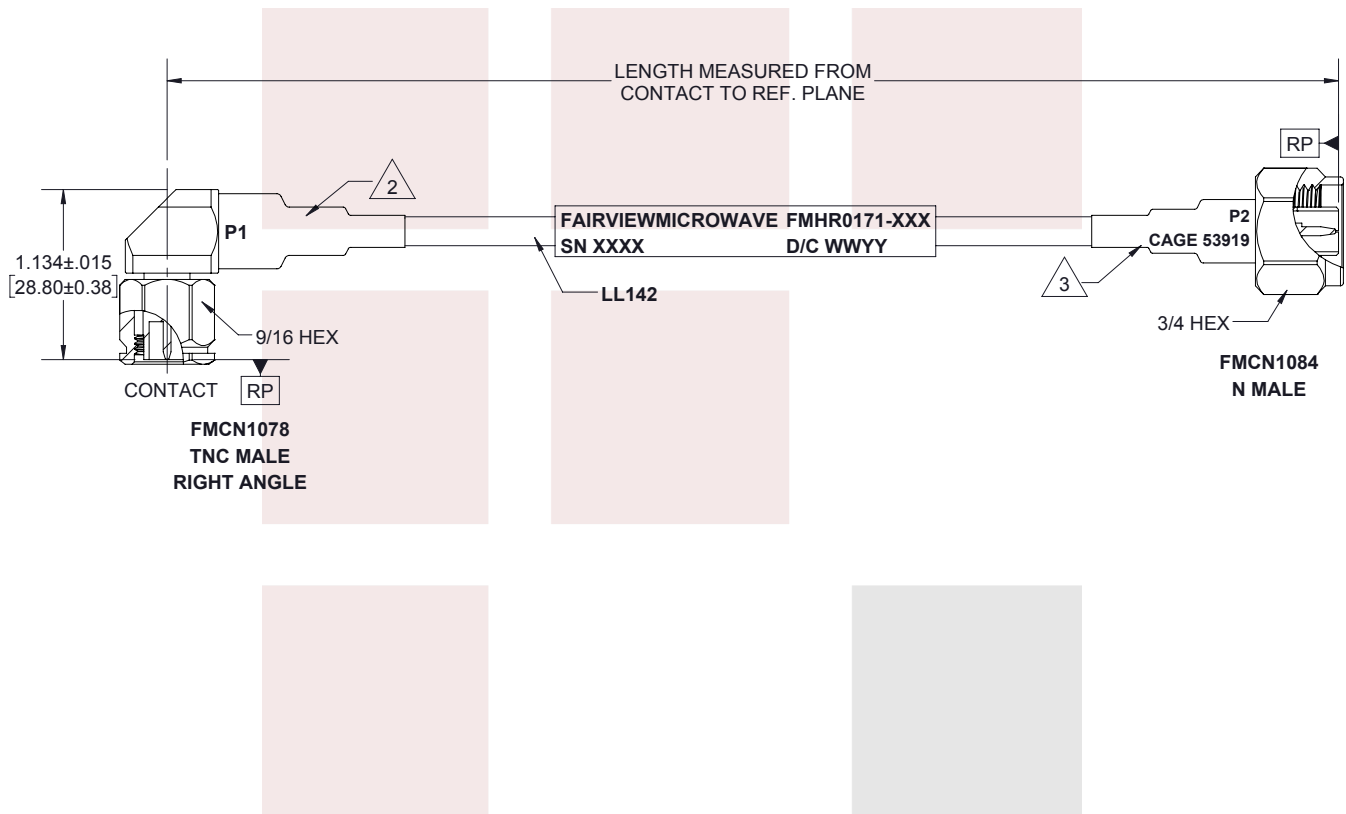 LENGTH MEASURED FROM
CONTACT TO REF. PLANE
RP
2
P1
FAIRVIEWMICROWAVE FMHR0171-XXX
SN XXXX D/C WWYY
P2
CAGE 53919
1.134±.015
[28.80±0.38]
LL142
3
9/16 HEX
3/4 HEX
CONTACT
RP
FMCN1084
N MALE
FMCN1078
TNC MALE
RIGHT ANGLE